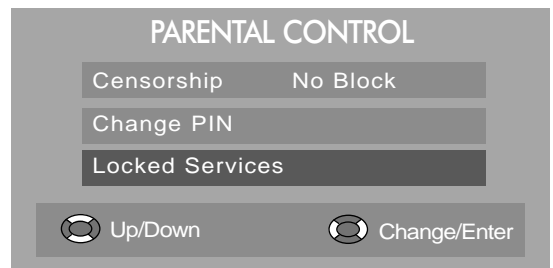 PARENTAL CONTROL
Censorship No Block
Change PIN
Locked Services
Up/Down Change/Enter